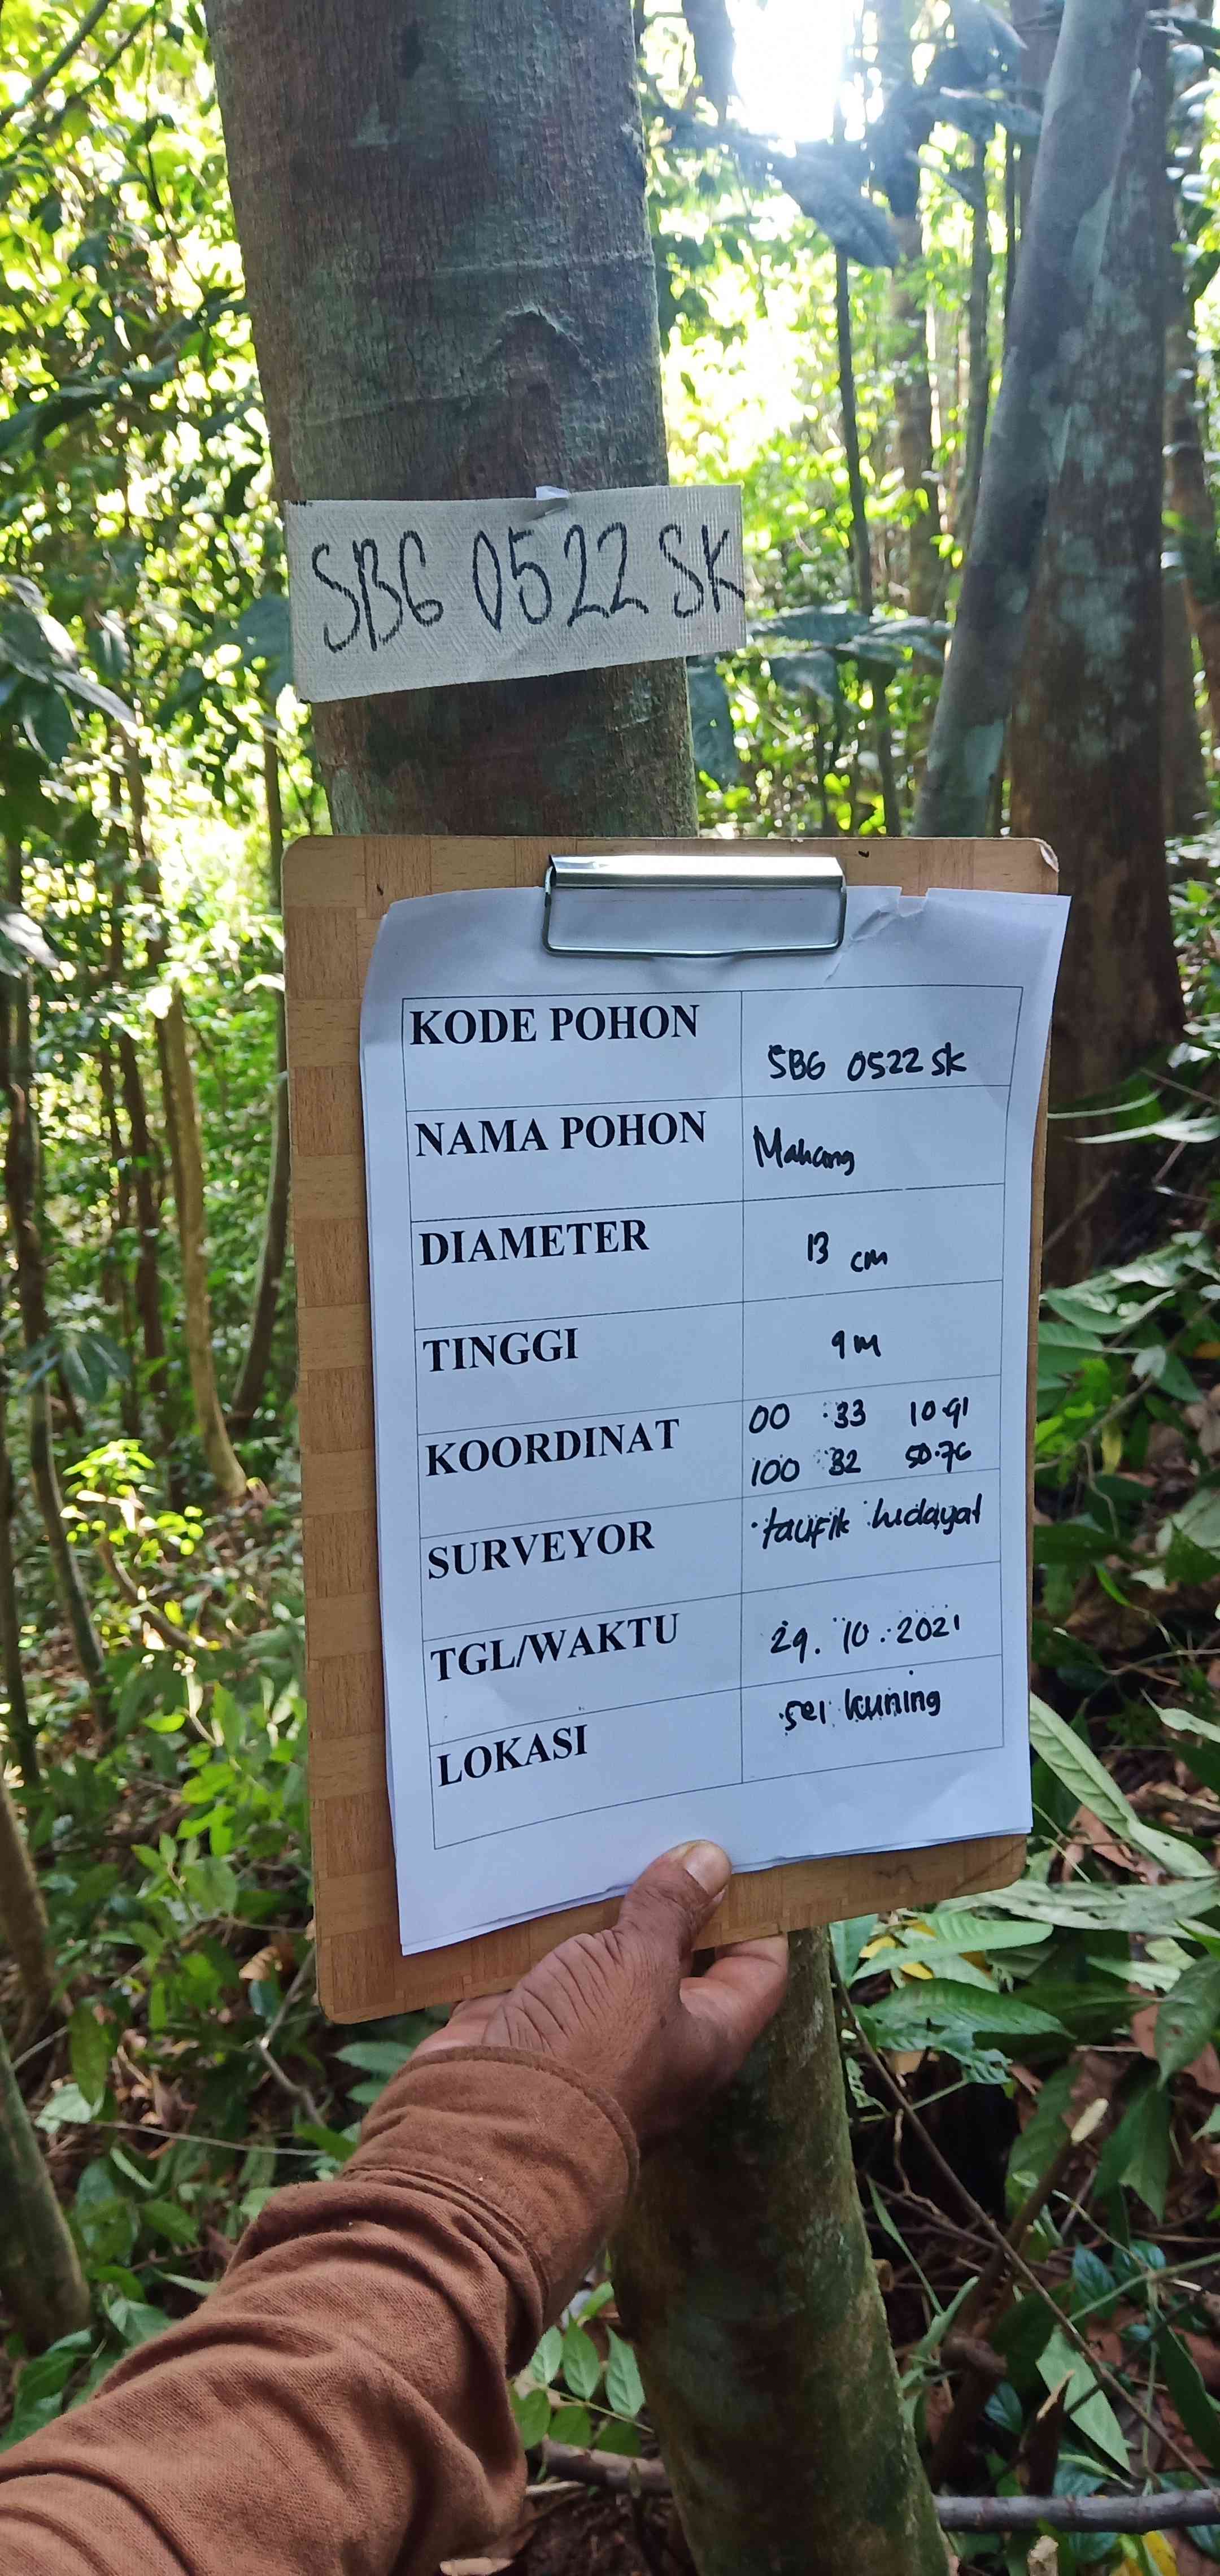 SBG 0522 SK
KODE POHON
SBG 0522 SK
NAMA POHON
Mahang
DIAMETER
13 cm
TINGGI
9 m
KOORDINAT
00 33 10.91
100 32 50.76
SURVEYOR
taufik hidayat
TGL/WAKTU
29. 10. 2021
LOKASI
sei kuning